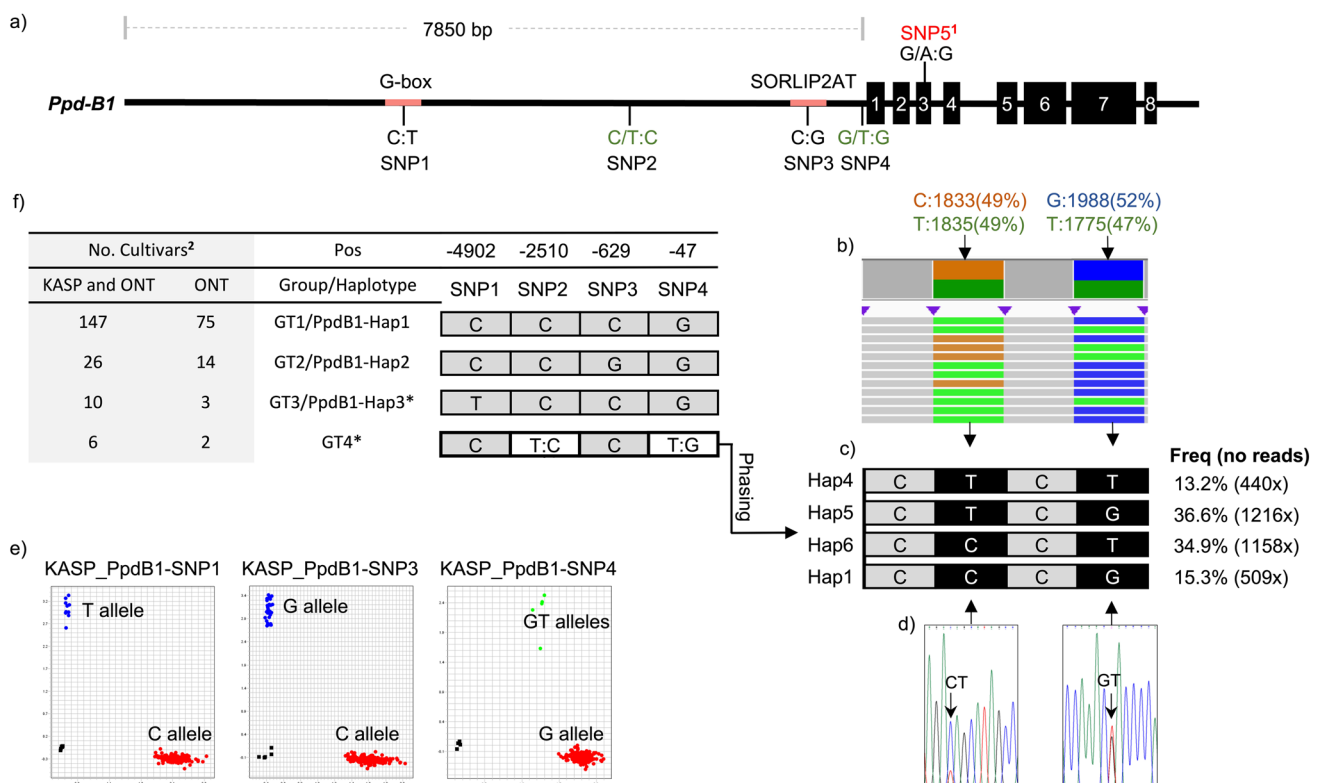 a)
7850 bp
SNP5¹
G/A:G
G-box
SORLIP2AT
Ppd-B1
1 2 3 4 5 6 7 8
C:T
C/T:C
C:G
G/T:G
SNP1
SNP2
SNP3
SNP4
f)
No. Cultivars² Pos -4902 -2510 -629 -47
KASP and ONT ONT Group/Haplotype SNP1 SNP2 SNP3 SNP4
147 75 GT1/PpdB1-Hap1 C C C G
26 14 GT2/PpdB1-Hap2 C C G G
10 3 GT3/PpdB1-Hap3* T C C G
6 2 GT4* C T:C C T:G
Phasing
b)
C:1833(49%) G:1988(52%)
T:1835(49%) T:1775(47%)
c)
Freq (no reads)
Hap4 C T C T 13.2% (440x)
Hap5 C T C G 36.6% (1216x)
Hap6 C C C T 34.9% (1158x)
Hap1 C C C G 15.3% (509x)
d)
CT
GT
e)
KASP_PpdB1-SNP1
T allele
C allele
KASP_PpdB1-SNP3
G allele
C allele
KASP_PpdB1-SNP4
GT alleles
G allele